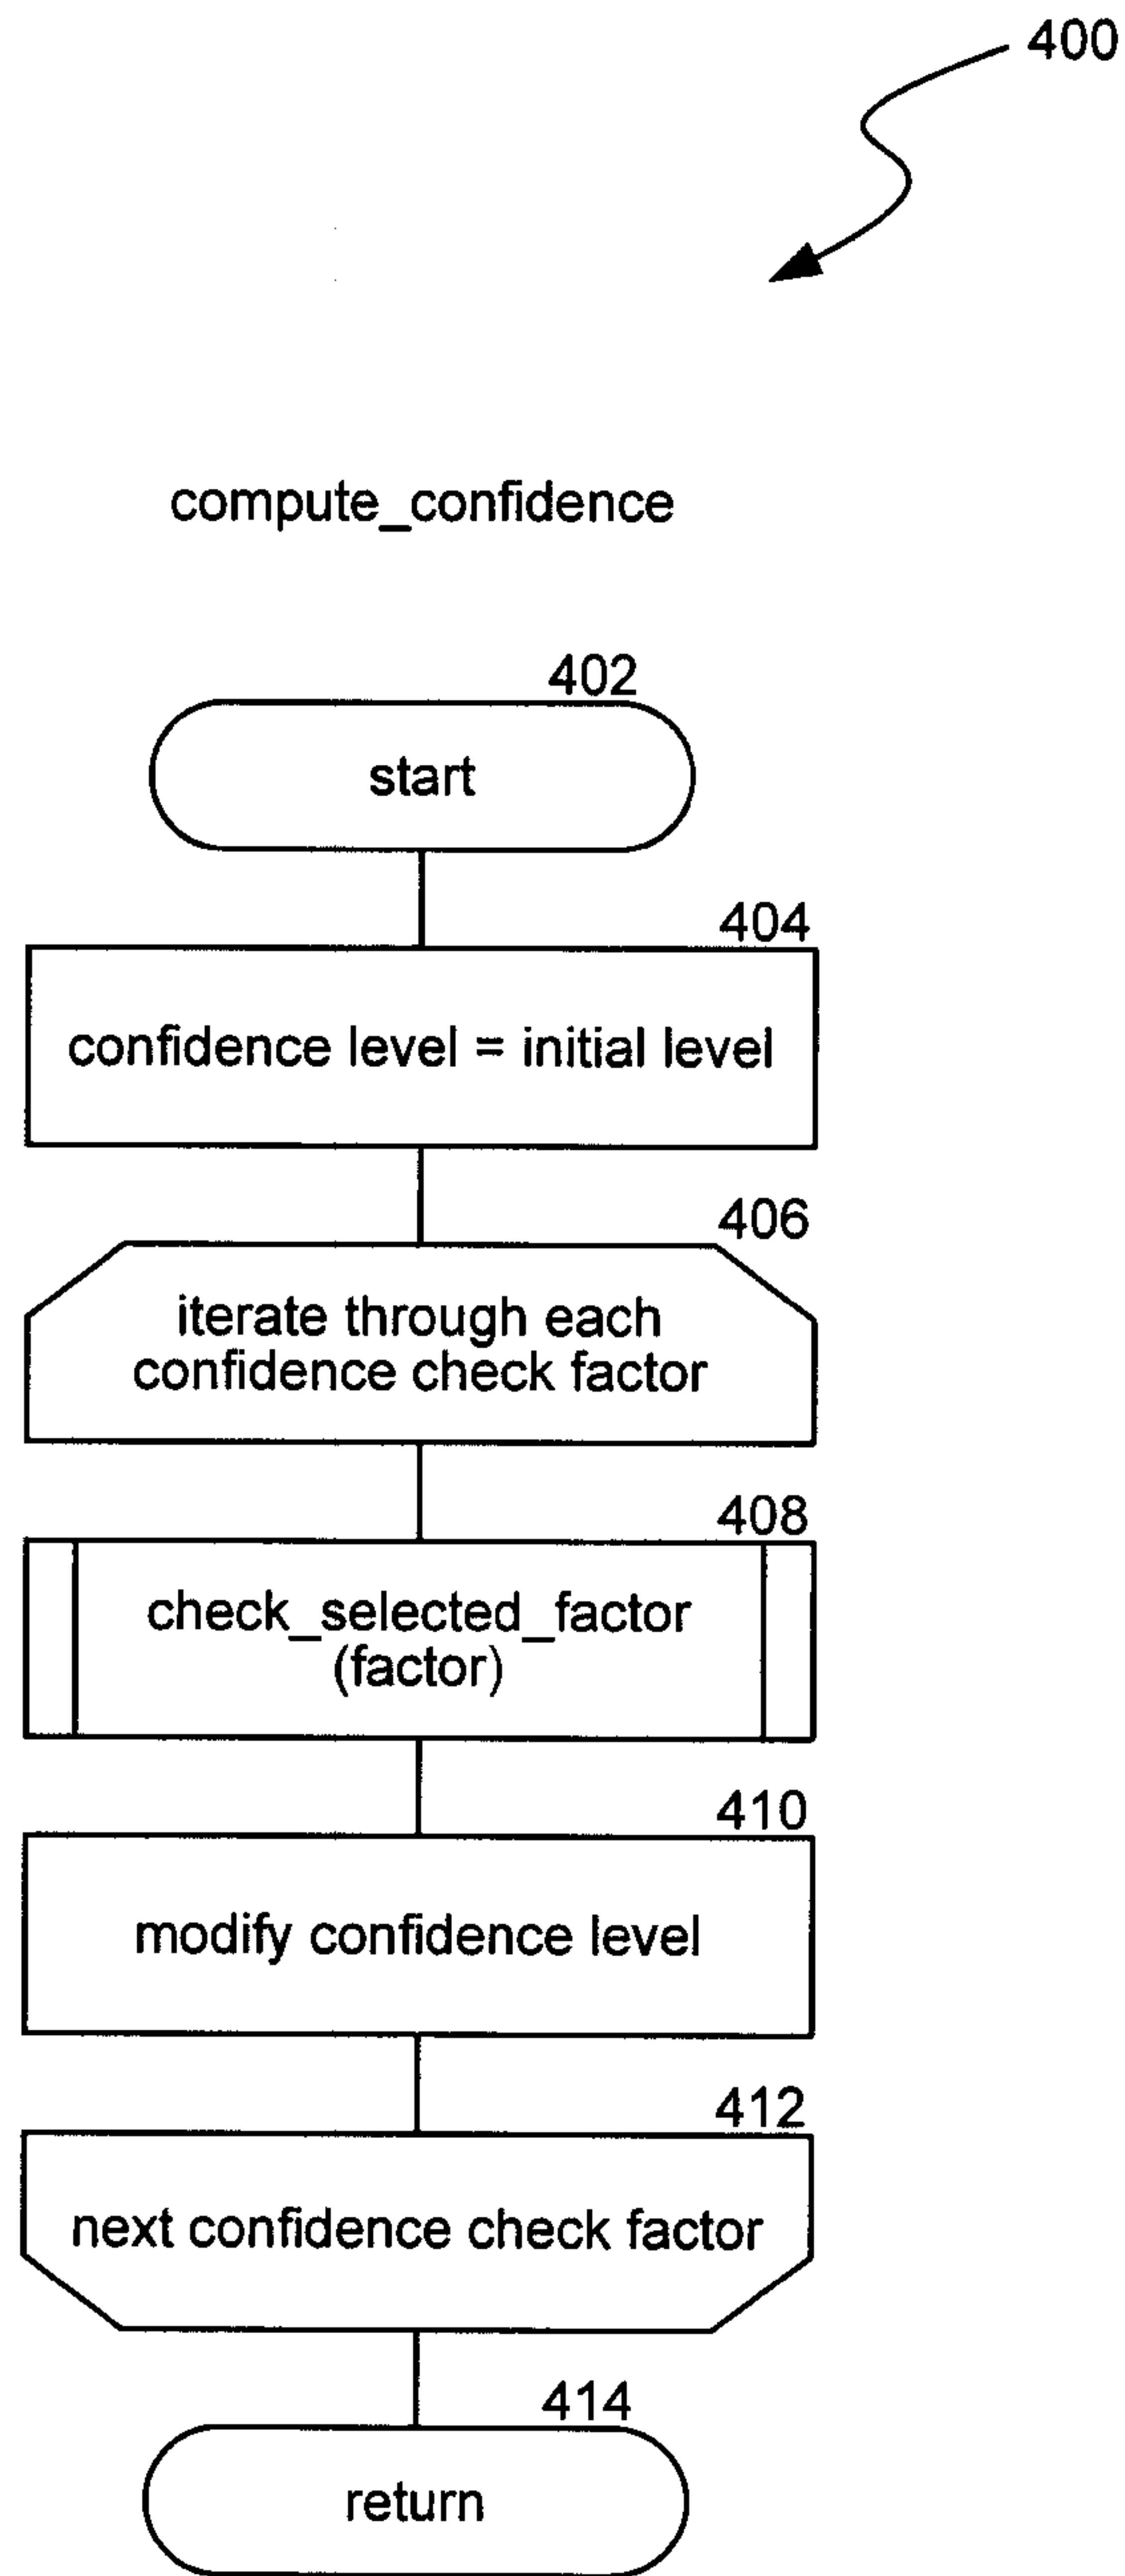 400
compute_confidence
402
start
404
confidence level = initial level
406
iterate through each
confidence check factor
408
check_selected_factor
(factor)
410
modify confidence level
412
next confidence check factor
414
return